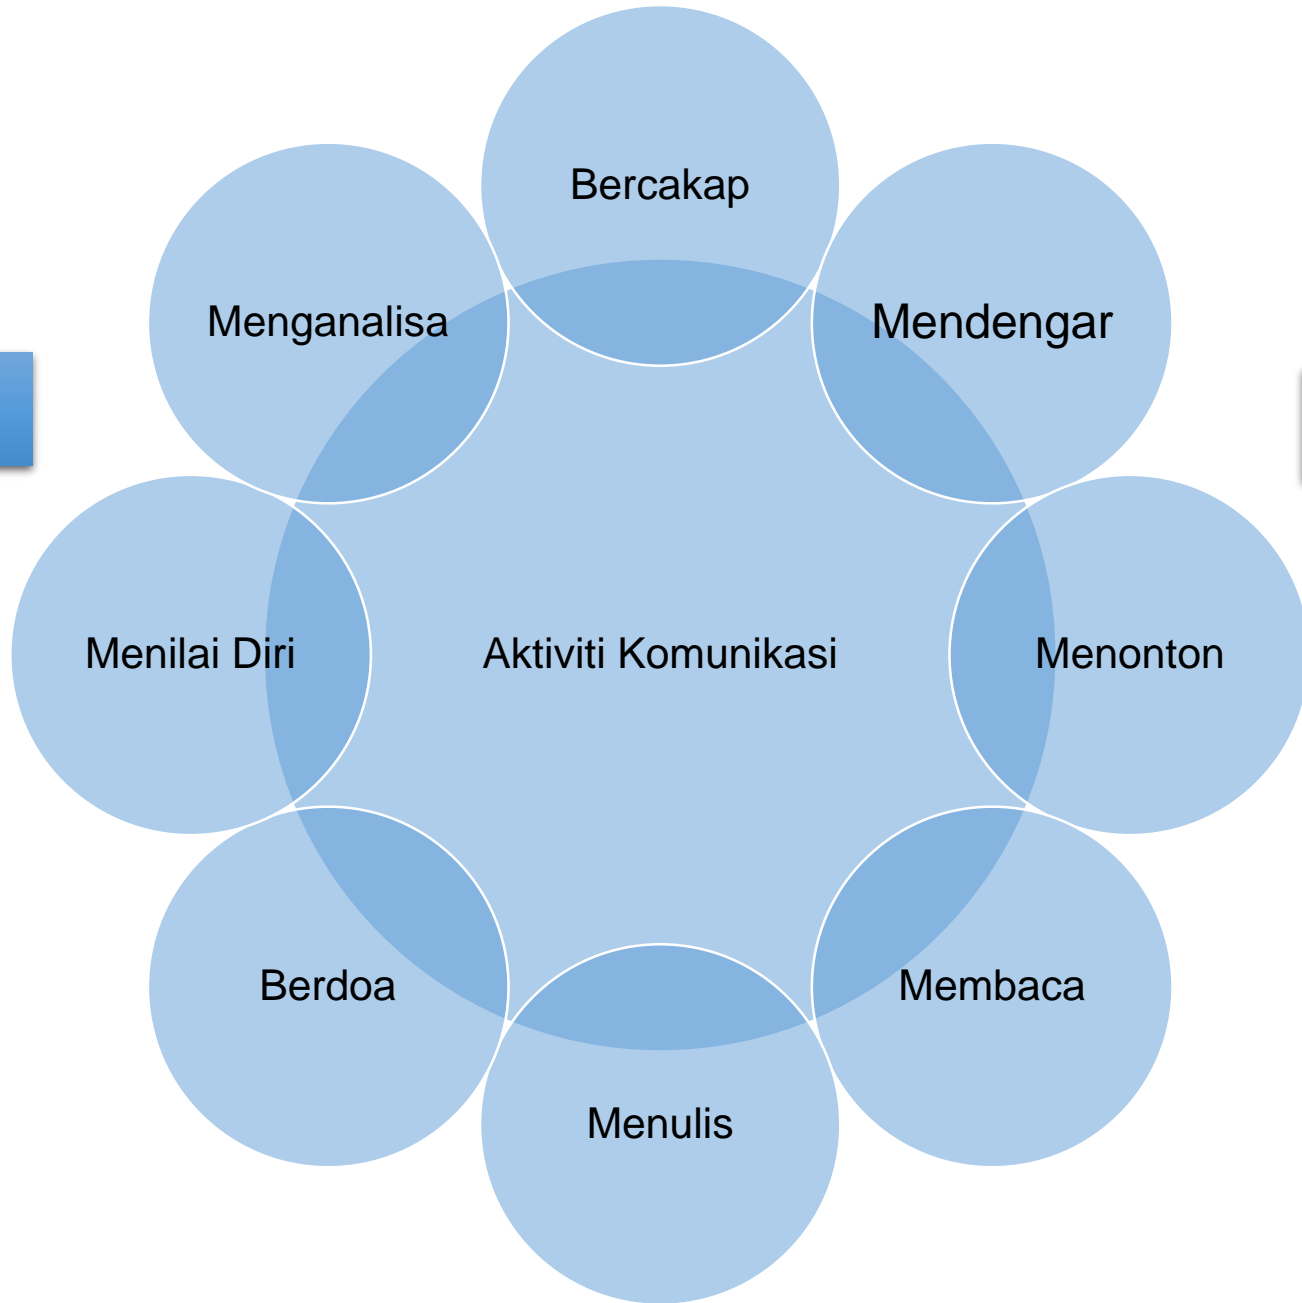 Bercakap
Mendengar
Menonton
Membaca
Menulis
Berdoa
Menilai Diri
Menganalisa
Aktiviti Komunikasi